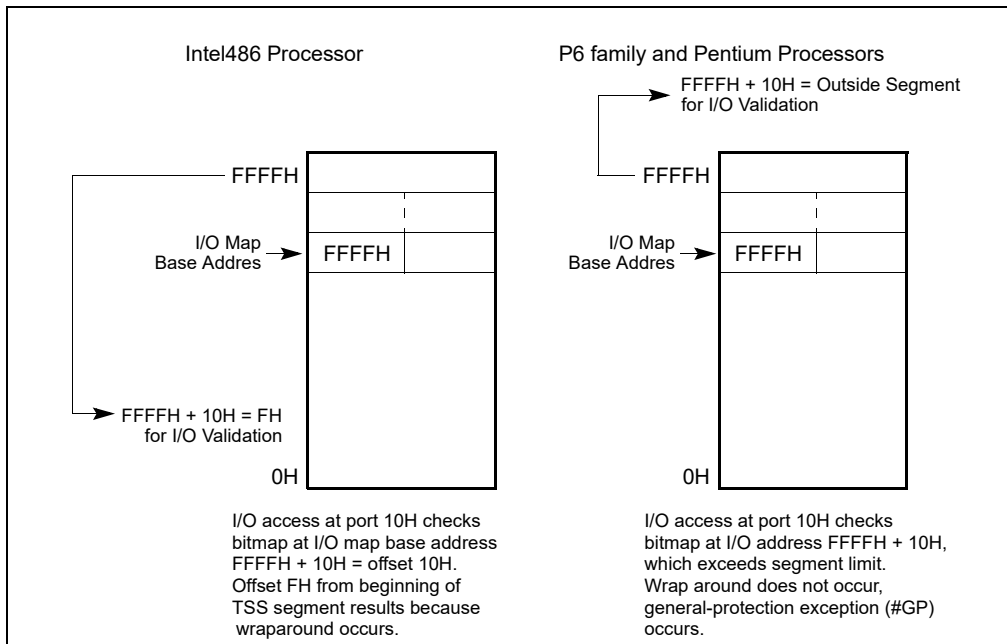 Intel486 Processor
FFFFH
I/O Map
Base Addres
FFFFH
FFFFH + 10H = FH
for I/O Validation
0H
I/O access at port 10H checks
bitmap at I/O map base address
FFFFH + 10H = offset 10H.
Offset FH from beginning of
TSS segment results because
wraparound occurs.
P6 family and Pentium Processors
FFFFH + 10H = Outside Segment
for I/O Validation
FFFFH
I/O Map
Base Addres
FFFFH
0H
I/O access at port 10H checks
bitmap at I/O address FFFFH + 10H,
which exceeds segment limit.
Wrap around does not occur,
general-protection exception (#GP)
occurs.